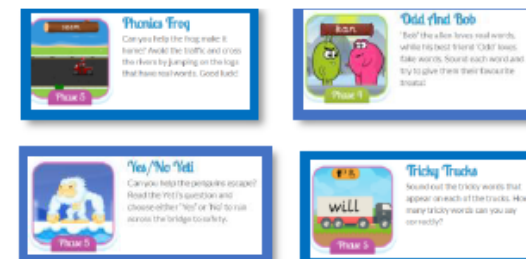 Phonics Frog
Can you help the frog make it
home? Avoid the traffic and cross
the rivers by jumping on the logs
that have real words. Good luck!
Phase 5
Odd And Bob
'Bob' the alien loves real words,
while his best friend 'Odd' loves
fake words. Sound each word and
try to give them their favourite
treats!
kan
Phase 4
Yes/No Yeti
Can you help the penguins escape?
Read the Yeti's question and
choose either 'Yes' or 'No' to run
across the bridge to safety.
Phase 5
Tricky Trucks
Sound out the tricky words that
appear on each of the trucks. How
many tricky words can you say
correctly?
will
Phase 5